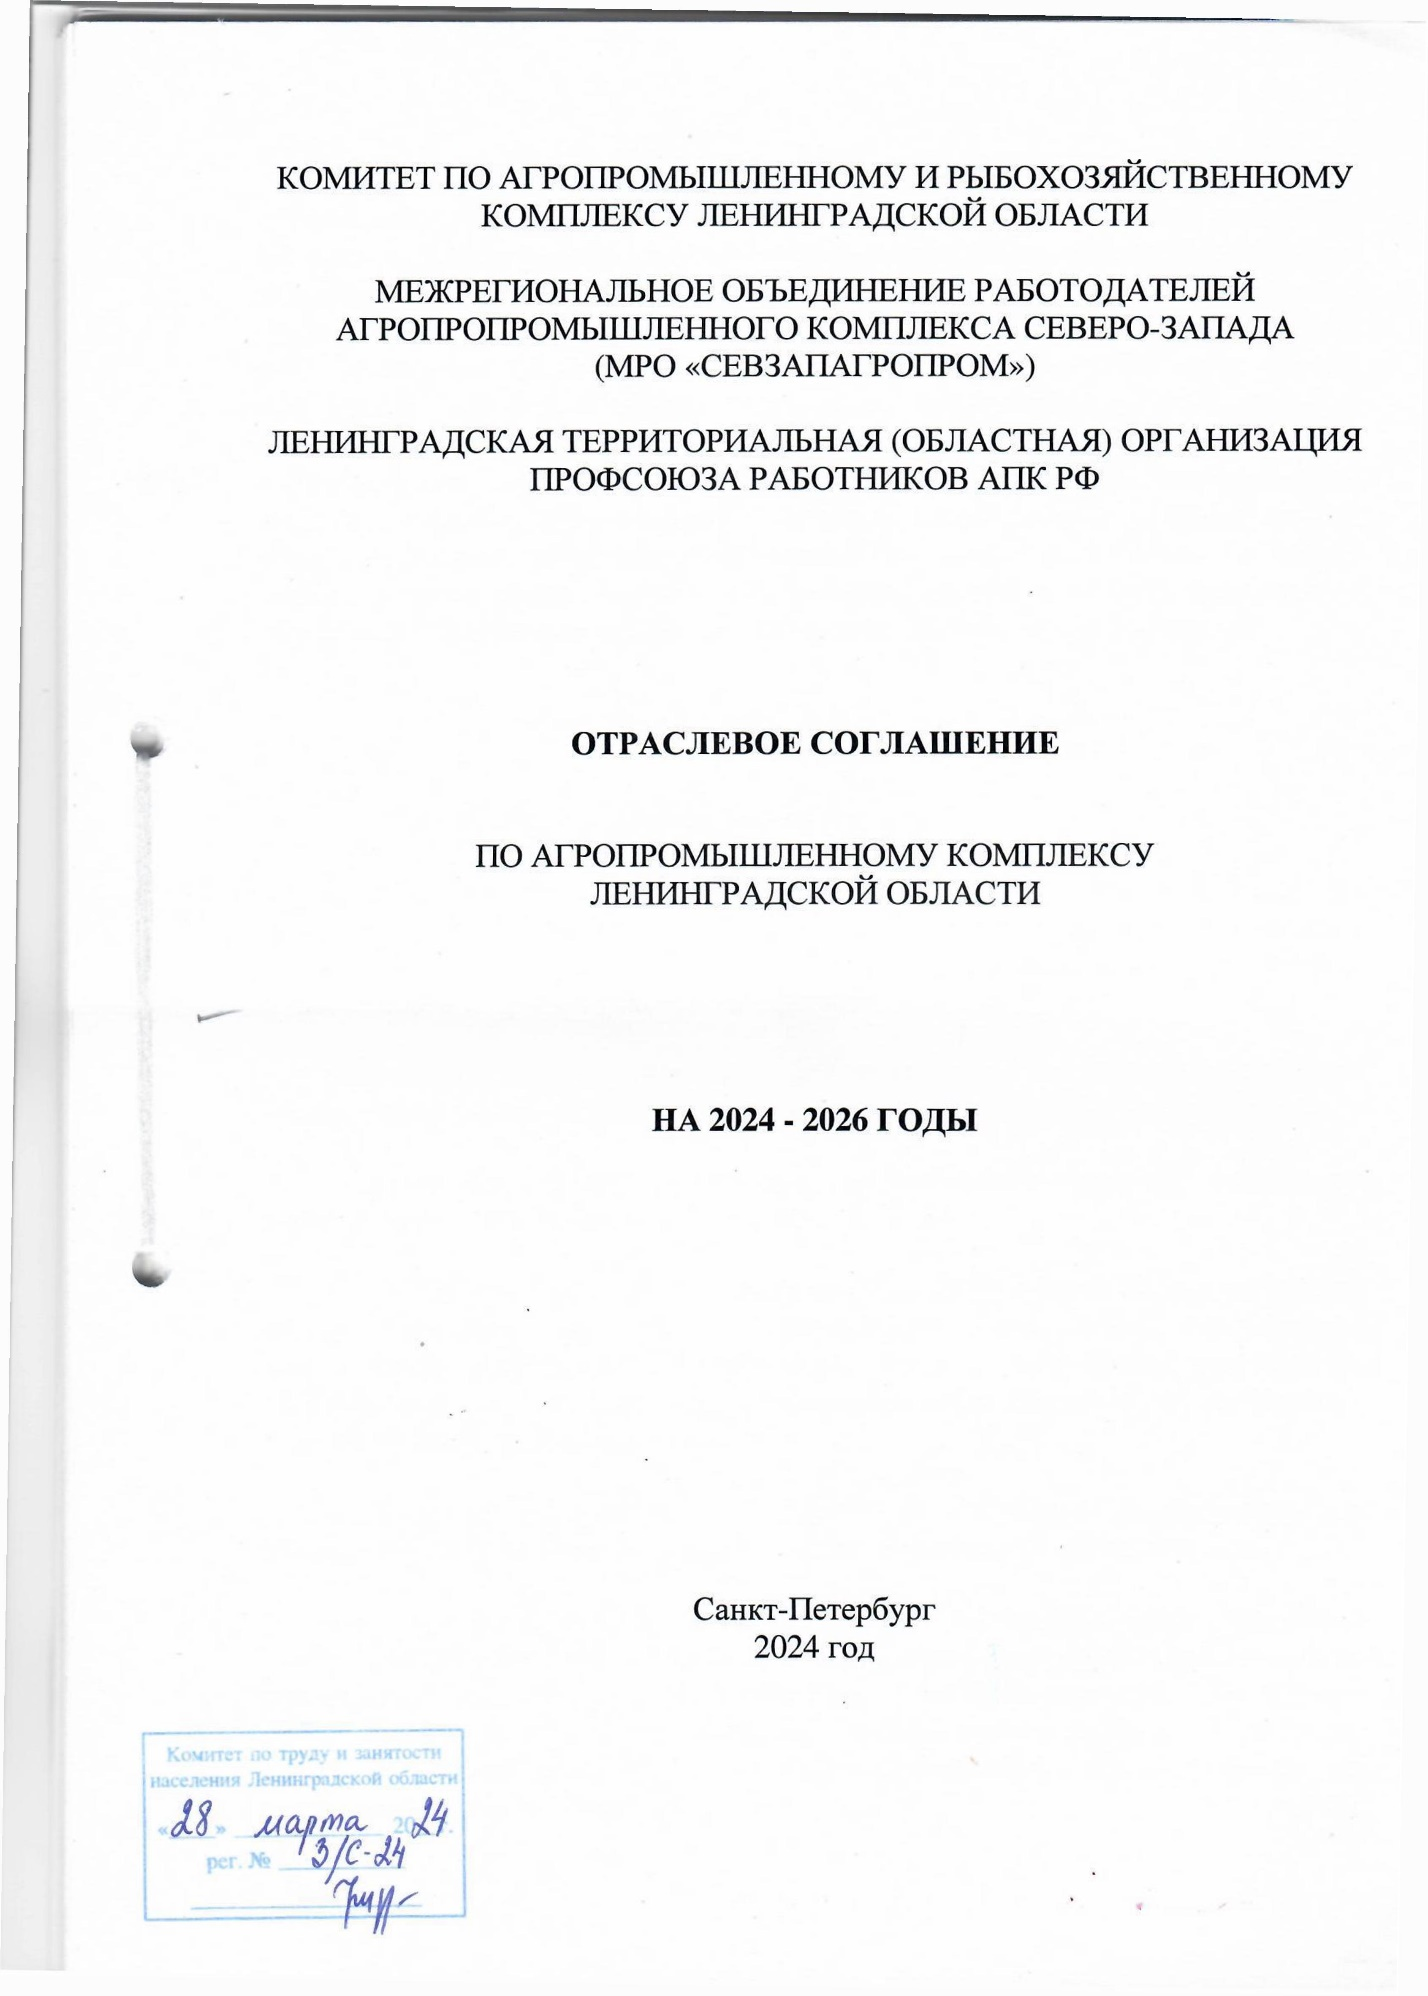 КОМИТЕТ ПО АГРОПРОМЫШЛЕННОМУ И РЫБОХОЗЯЙСТВЕННОМУ
КОМПЛЕКСУ ЛЕНИНГРАДСКОЙ ОБЛАСТИ
МЕЖРЕГИОНАЛЬНОЕ ОБЪЕДИНЕНИЕ РАБОТОДАТЕЛЕЙ
АГРОПРОПРОМЫШЛЕННОГО КОМПЛЕКСА СЕВЕРО-ЗАПАДА
(МРО «СЕВЗАПАГРОПРОМ»)
ЛЕНИНГРАДСКАЯ ТЕРРИТОРИАЛЬНАЯ (ОБЛАСТНАЯ) ОРГАНИЗАЦИЯ
ПРОФСОЮЗА РАБОТНИКОВ АПК РФ
ОТРАСЛЕВОЕ СОГЛАШЕНИЕ
ПО АГРОПРОМЫШЛЕННОМУ КОМПЛЕКСУ
ЛЕНИНГРАДСКОЙ ОБЛАСТИ
НА 2024 - 2026 ГОДЫ
Санкт-Петербург
2024 год
Комитет по труду и занятости
населения Ленинградской области
«28» марта 2024.
рег. № 3/С-24